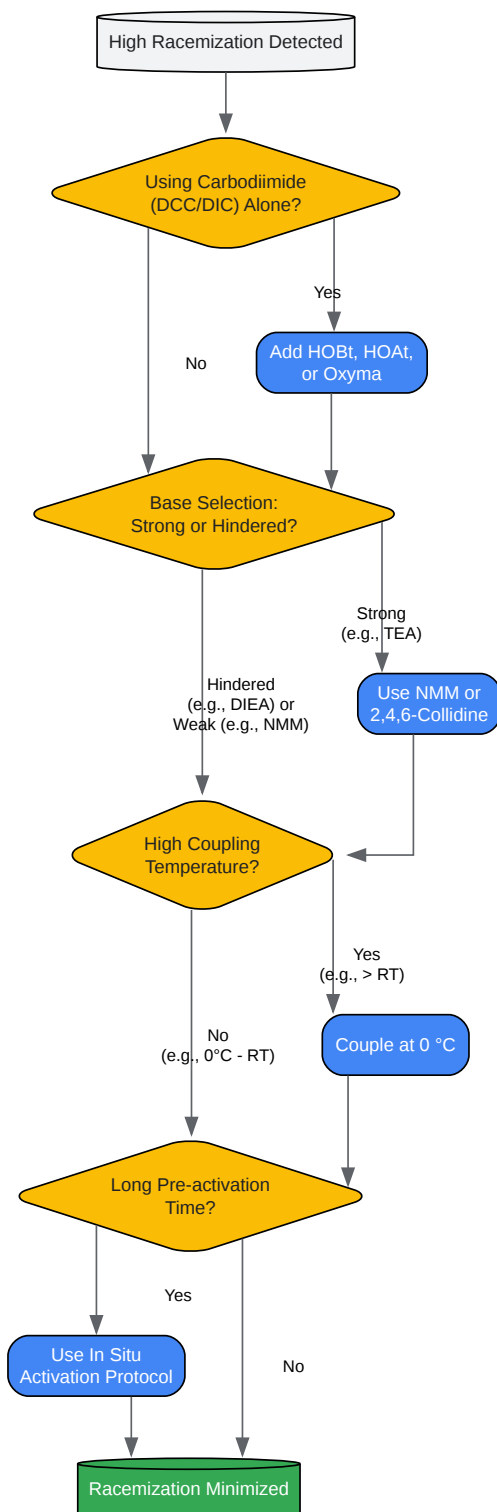 High Racemization Detected
Using Carbodiimide
(DCC/DIC) Alone?
Yes
No
Add HOBt, HOAt,
or Oxyma
Base Selection:
Strong or Hindered?
Strong
(e.g., TEA)
Hindered
(e.g., DIEA) or
Weak (e.g., NMM)
Use NMM or
2,4,6-Collidine
High Coupling
Temperature?
Yes
(e.g., > RT)
No
(e.g., 0°C - RT)
Couple at 0 °C
Long Pre-activation
Time?
Yes
Use In Situ
Activation Protocol
No
Racemization Minimized